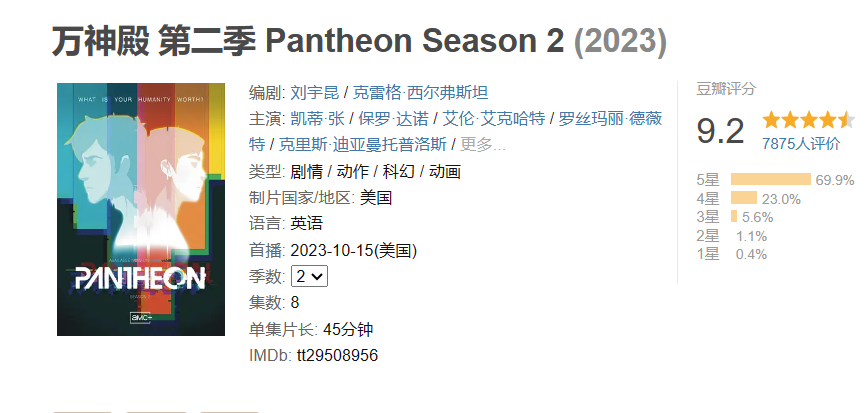 万神殿 第二季 Pantheon Season 2 (2023)
WHAT IS YOUR HUMANITY WORTH?
PANTHEON
amc+
编剧: 刘宇昆 / 克雷格·西尔弗斯坦
主演: 凯蒂·张 / 保罗·达诺 / 艾伦·艾克哈特 / 罗丝玛丽·德薇
特 / 克里斯·迪亚曼托普洛斯 / 更多...
类型: 剧情 / 动作 / 科幻 / 动画
制片国家/地区: 美国
语言: 英语
首播: 2023-10-15(美国)
季数: 2
集数: 8
单集片长: 45分钟
IMDb: tt29508956
豆瓣评分
9.2
7875人评价
5星 69.9%
4星 23.0%
3星 5.6%
2星 1.1%
1星 0.4%